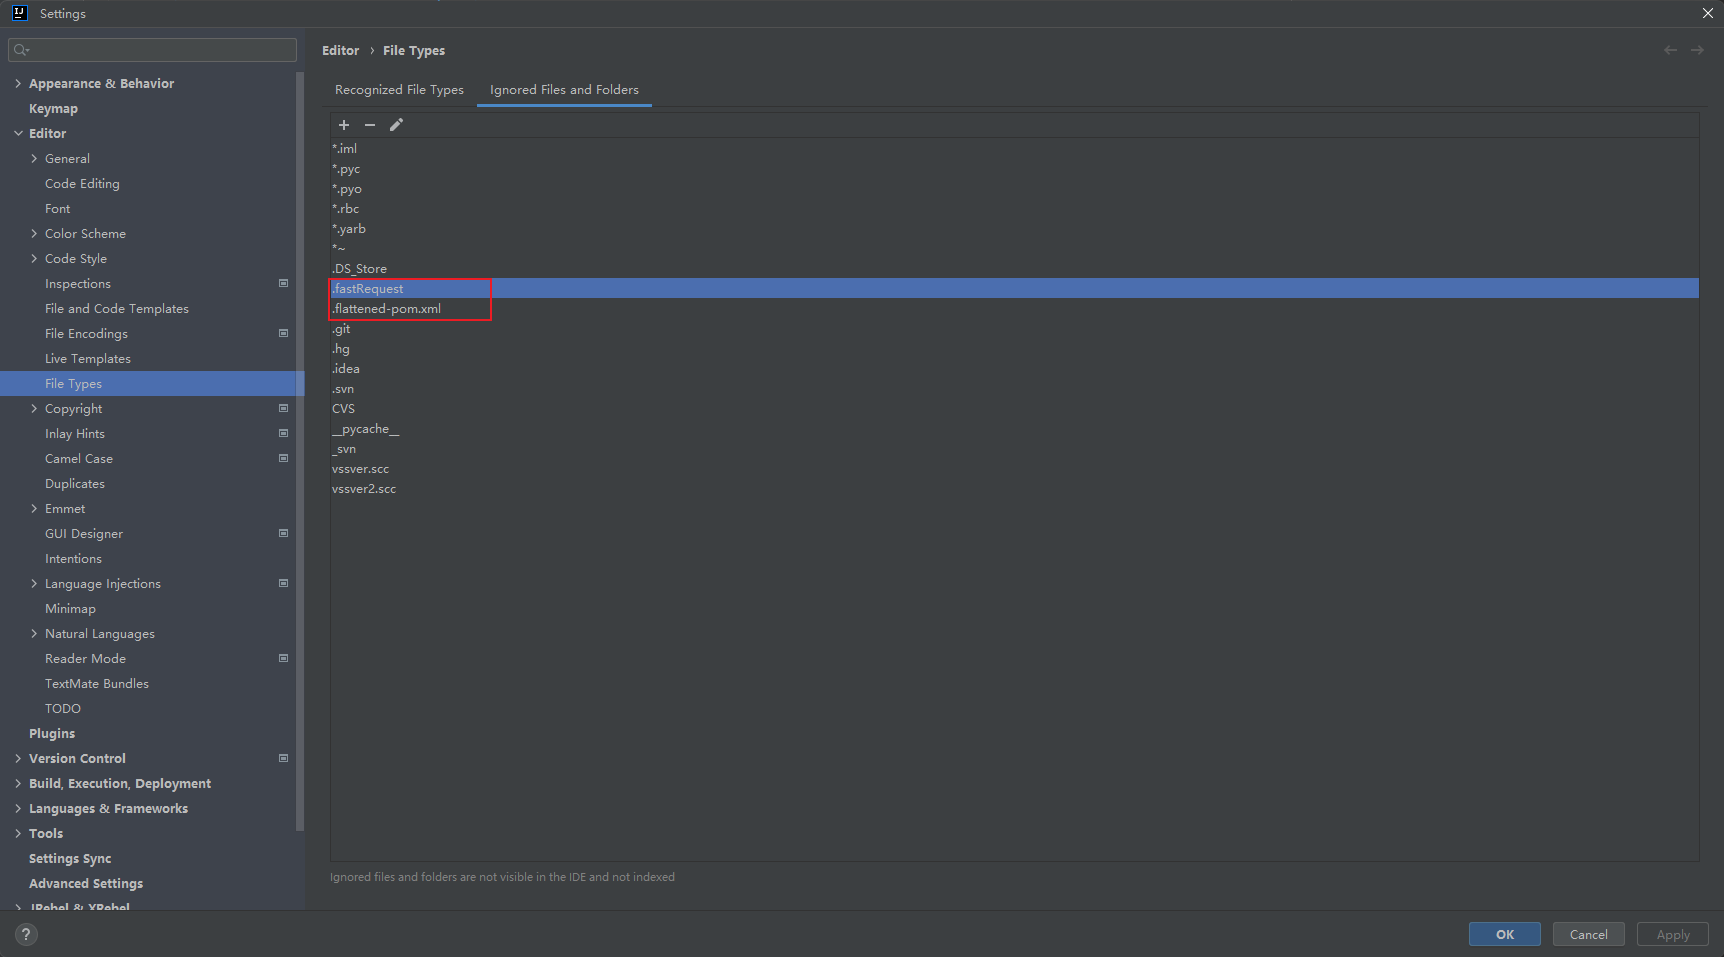 Settings
Appearance & Behavior
Keymap
Editor
General
Code Editing
Font
Color Scheme
Code Style
Inspections
File and Code Templates
File Encodings
Live Templates
File Types
Copyright
Inlay Hints
Camel Case
Duplicates
Emmet
GUI Designer
Intentions
Language Injections
Minimap
Natural Languages
Reader Mode
TextMate Bundles
TODO
Plugins
Version Control
Build, Execution, Deployment
Languages & Frameworks
Tools
Settings Sync
Advanced Settings
JRebel & XRebel
Editor › File Types
Recognized File Types
Ignored Files and Folders
*.iml
*.pyc
*.pyo
*.rbc
*.yarb
*~
.DS_Store
.fastRequest
.flattened-pom.xml
.git
.hg
.idea
.svn
CVS
__pycache__
_svn
vssver.scc
vssver2.scc
Ignored files and folders are not visible in the IDE and not indexed
?
OK
Cancel
Apply